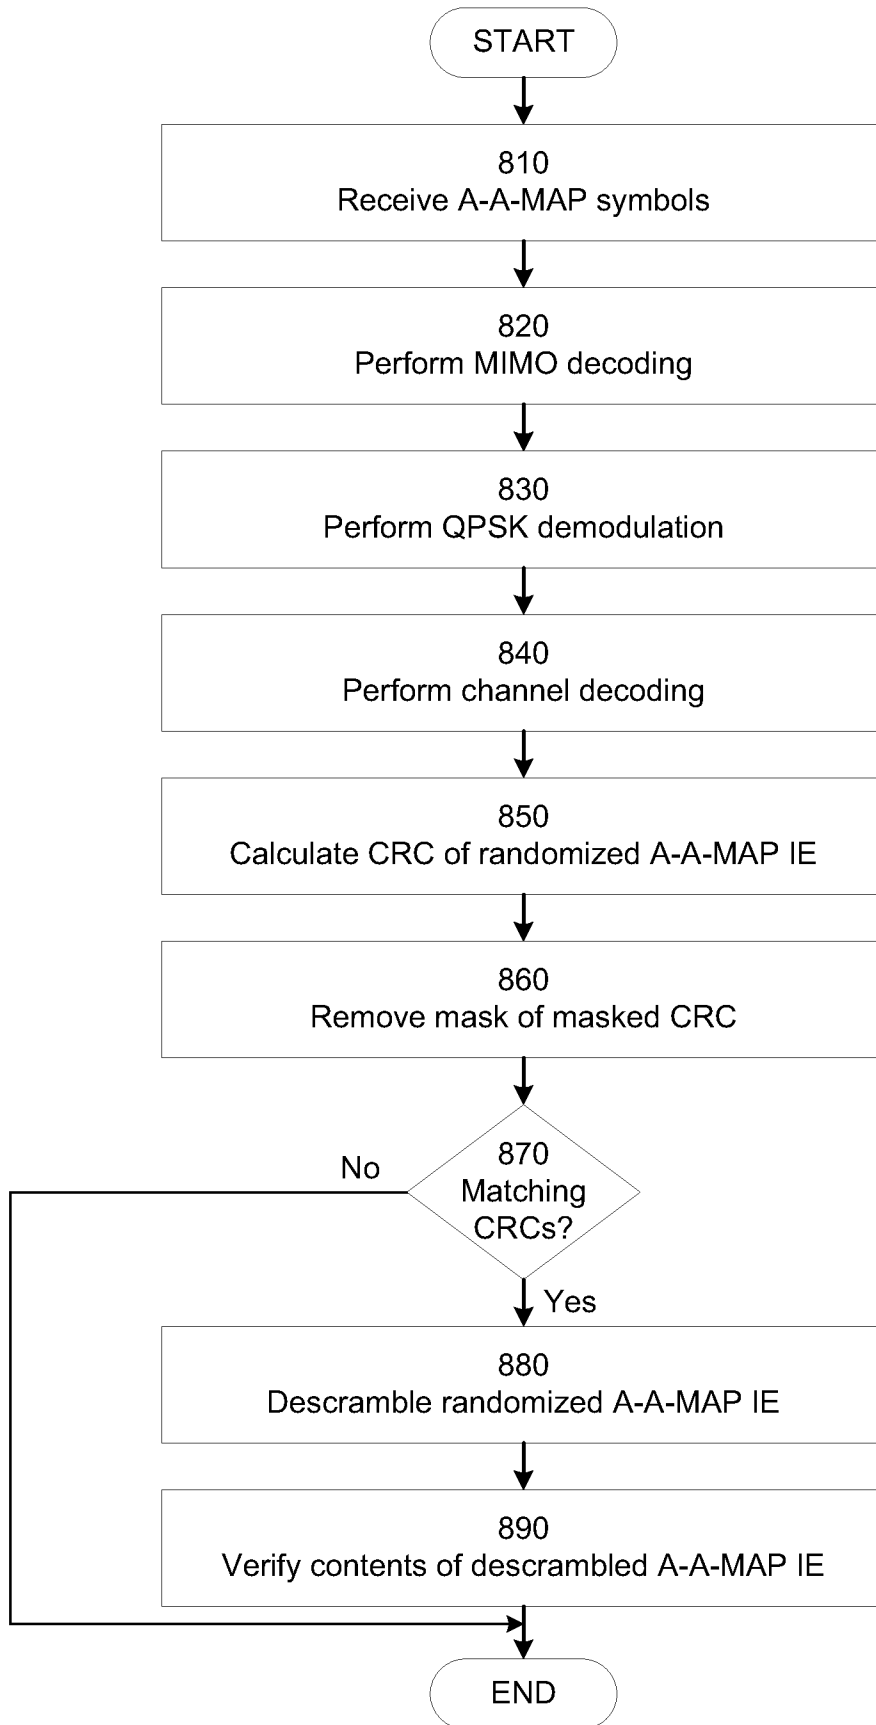 START
810
Receive A-A-MAP symbols
820
Perform MIMO decoding
830
Perform QPSK demodulation
840
Perform channel decoding
850
Calculate CRC of randomized A-A-MAP IE
860
Remove mask of masked CRC
870
Matching
CRCs?
No
Yes
880
Descramble randomized A-A-MAP IE
890
Verify contents of descrambled A-A-MAP IE
END